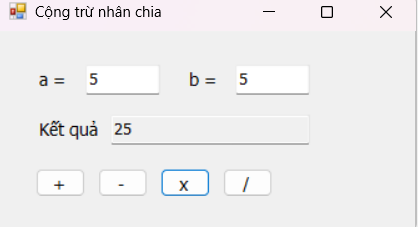 Cộng trừ nhân chia
a = 5 b = 5
Kết quả 25
+ - x /